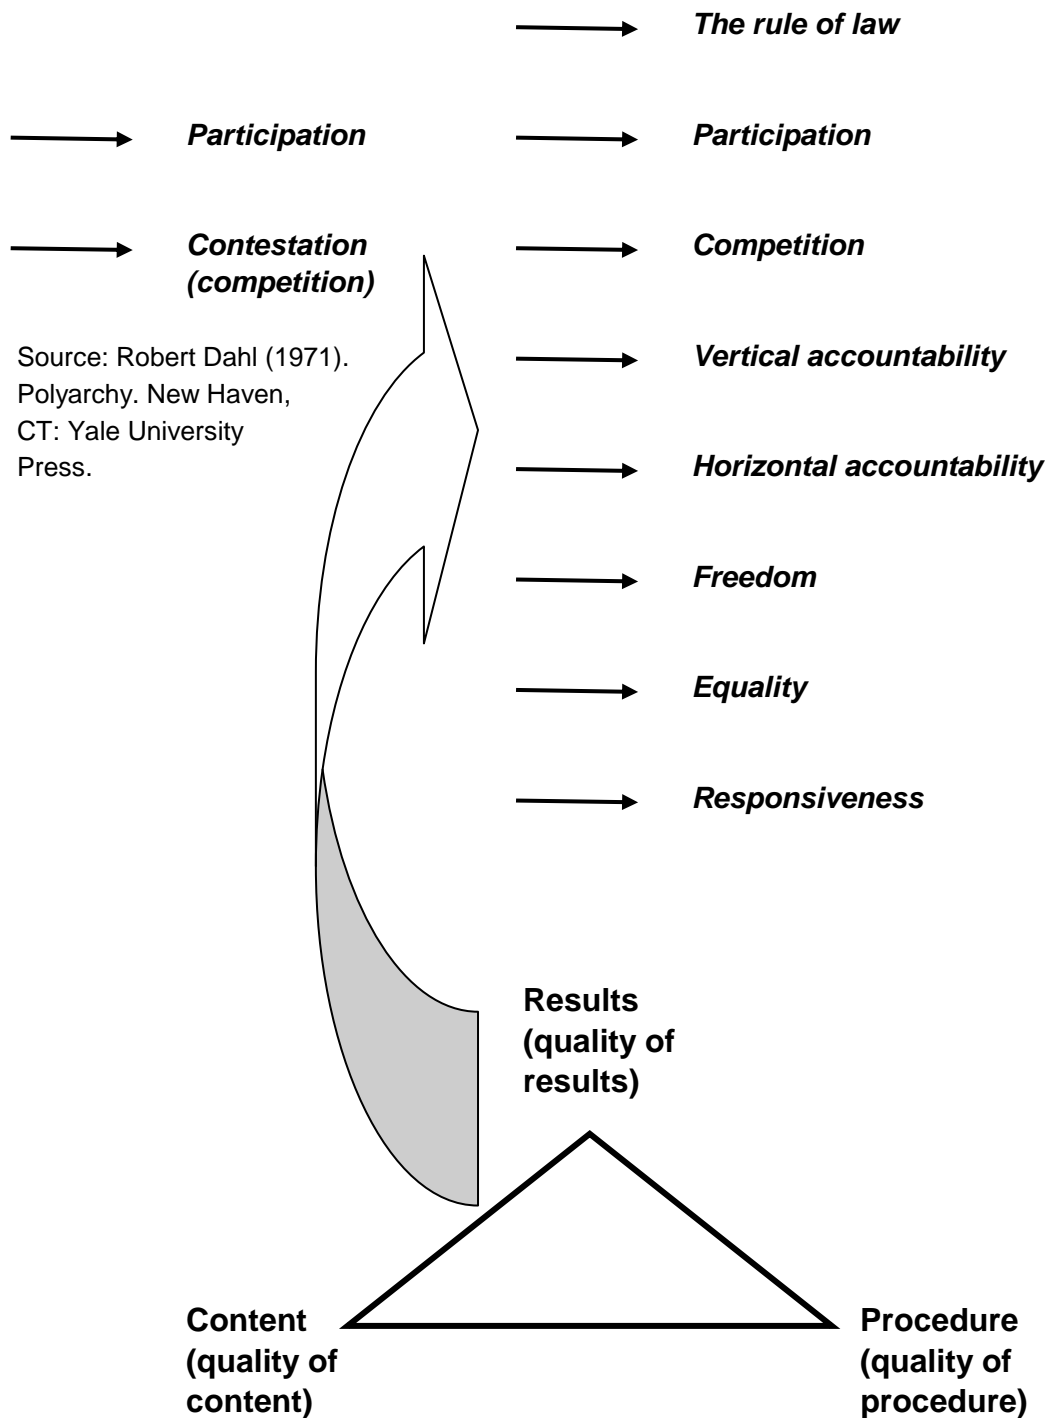 The rule of law
Participation
Participation
Contestation
(competition)
Competition
Source: Robert Dahl (1971).
Polyarchy. New Haven,
CT: Yale University
Press.
Vertical accountability
Horizontal accountability
Freedom
Equality
Responsiveness
Results
(quality of
results)
Content
(quality of
content)
Procedure
(quality of
procedure)